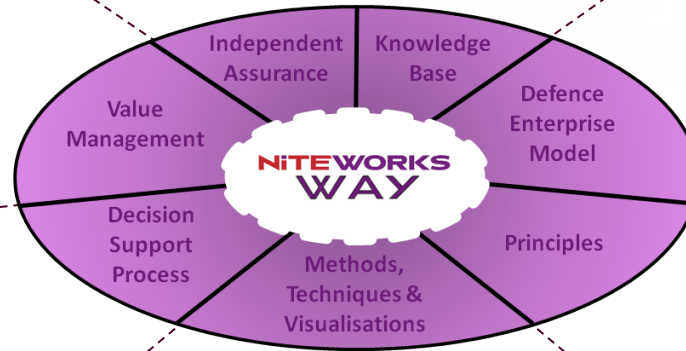 Independent
Assurance
Knowledge
Base
Defence
Enterprise
Model
Principles
Methods,
Techniques &
Visualisations
Decision
Support
Process
Value
Management
NiTEWORKS
WAY